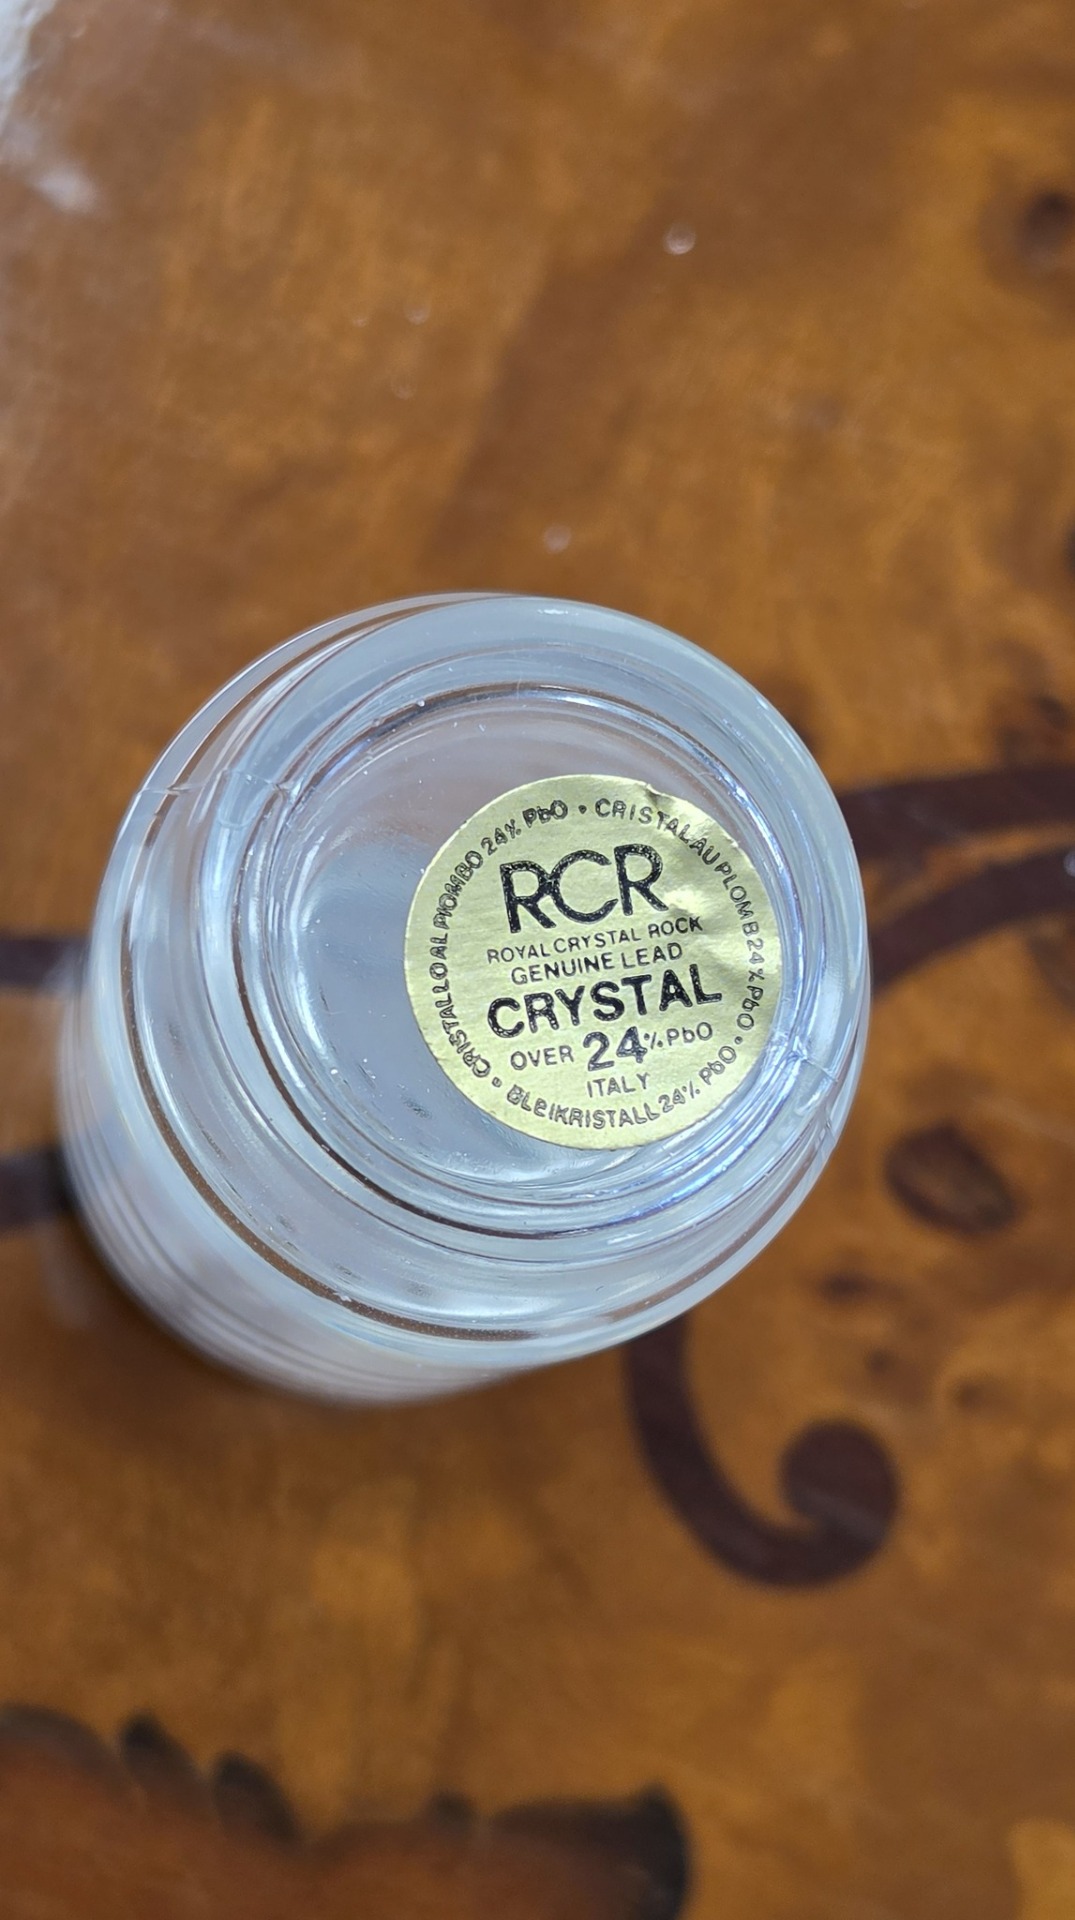 RCR
ROYAL CRYSTAL ROCK
GENUINE LEAD
CRYSTAL
OVER 24% PbO
ITALY
• CRISTALLO AL PIOMBO 24% PbO • CRISTAL AU PLOMB 24% PbO • BLEIKRISTALL 24% PbO